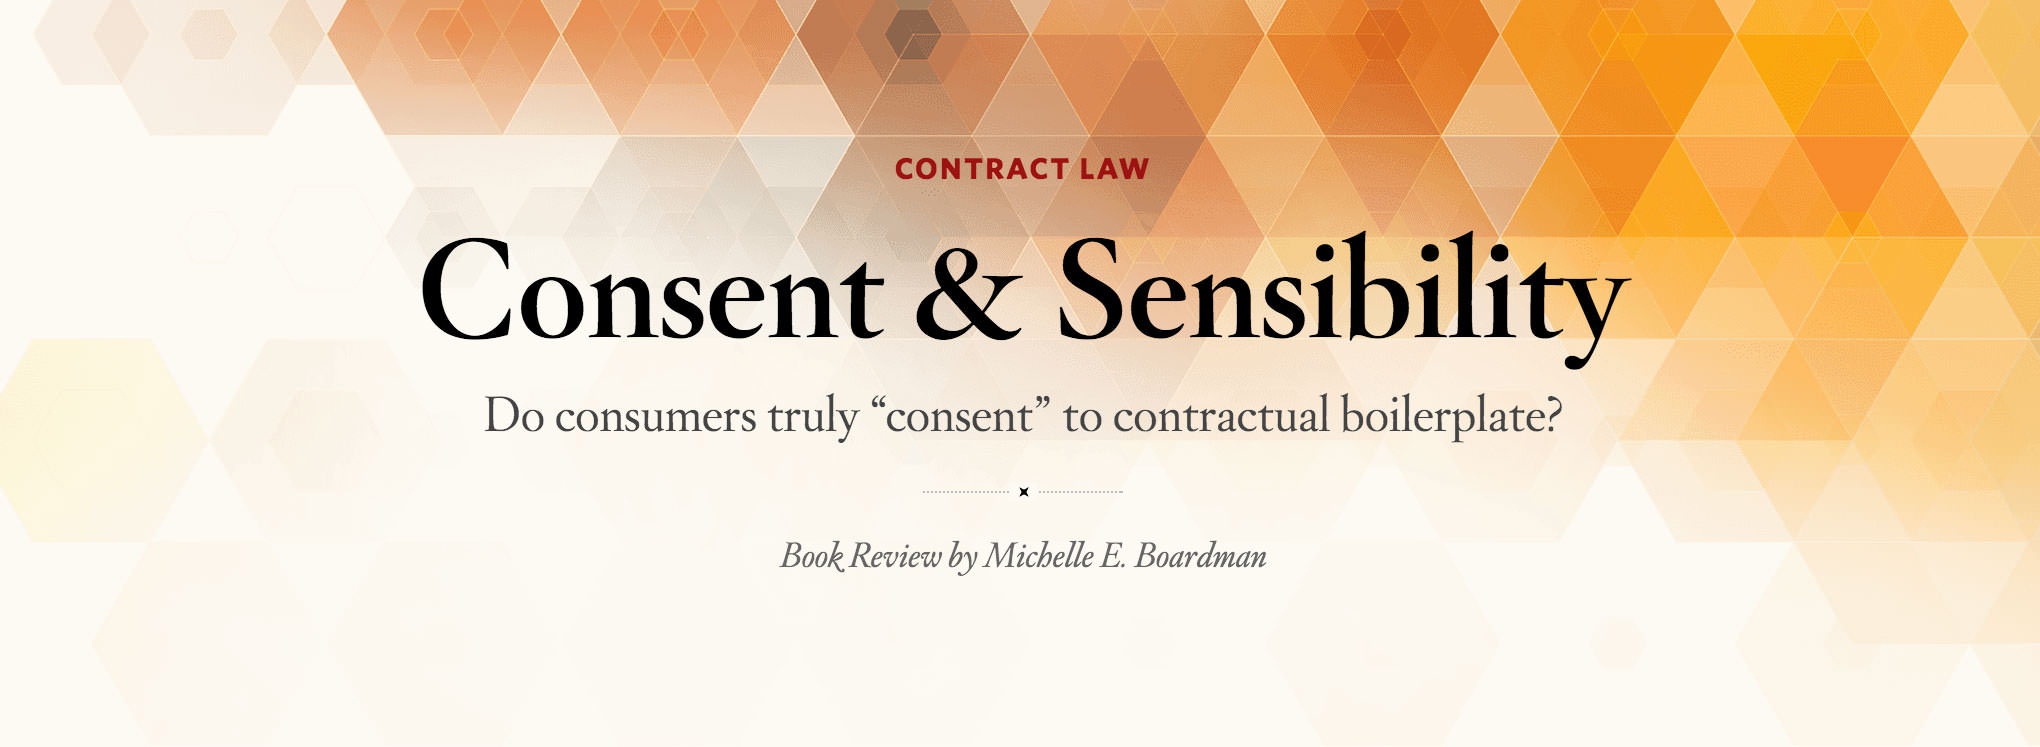 CONTRACT LAW
Consent & Sensibility
Do consumers truly “consent” to contractual boilerplate?
Book Review by Michelle E. Boardman